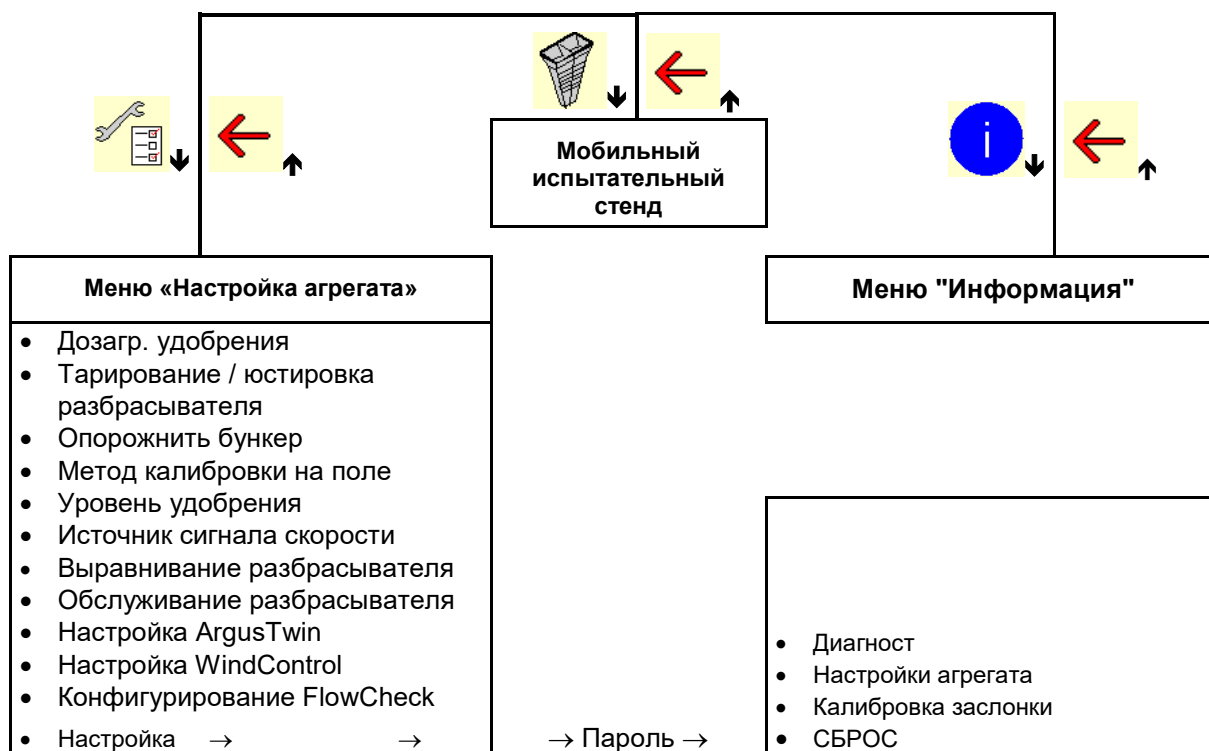 Мобильный
испытательный
стенд
i
Меню «Настройка агрегата»
Меню "Информация"
• Дозагр. удобрения
• Тарирование / юстировка
разбрасывателя
• Опорожнить бункер
• Метод калибровки на поле
• Уровень удобрения
• Источник сигнала скорости
• Выравнивание разбрасывателя
• Обслуживание разбрасывателя
• Настройка ArgusTwin
• Настройка WindControl
• Конфигурирование FlowCheck
• Настройка → → → Пароль →
• Диагност
• Настройки агрегата
• Калибровка заслонки
• СБРОС